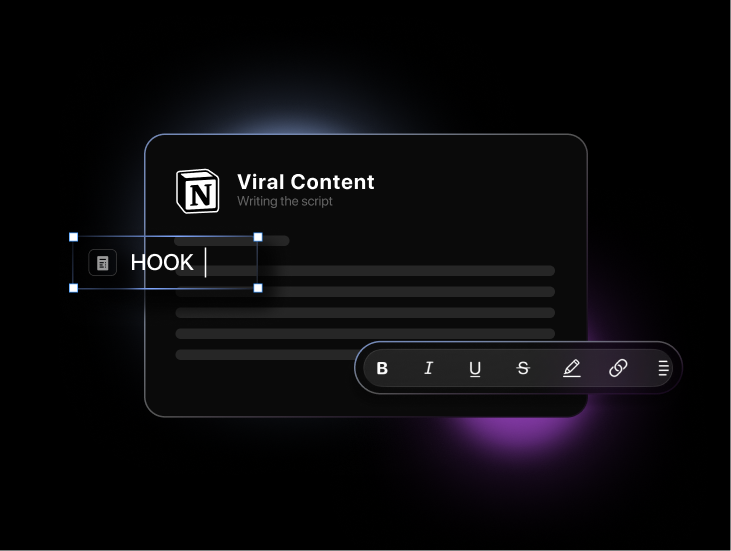 N
Viral Content
Writing the script
HOOK
B I U S